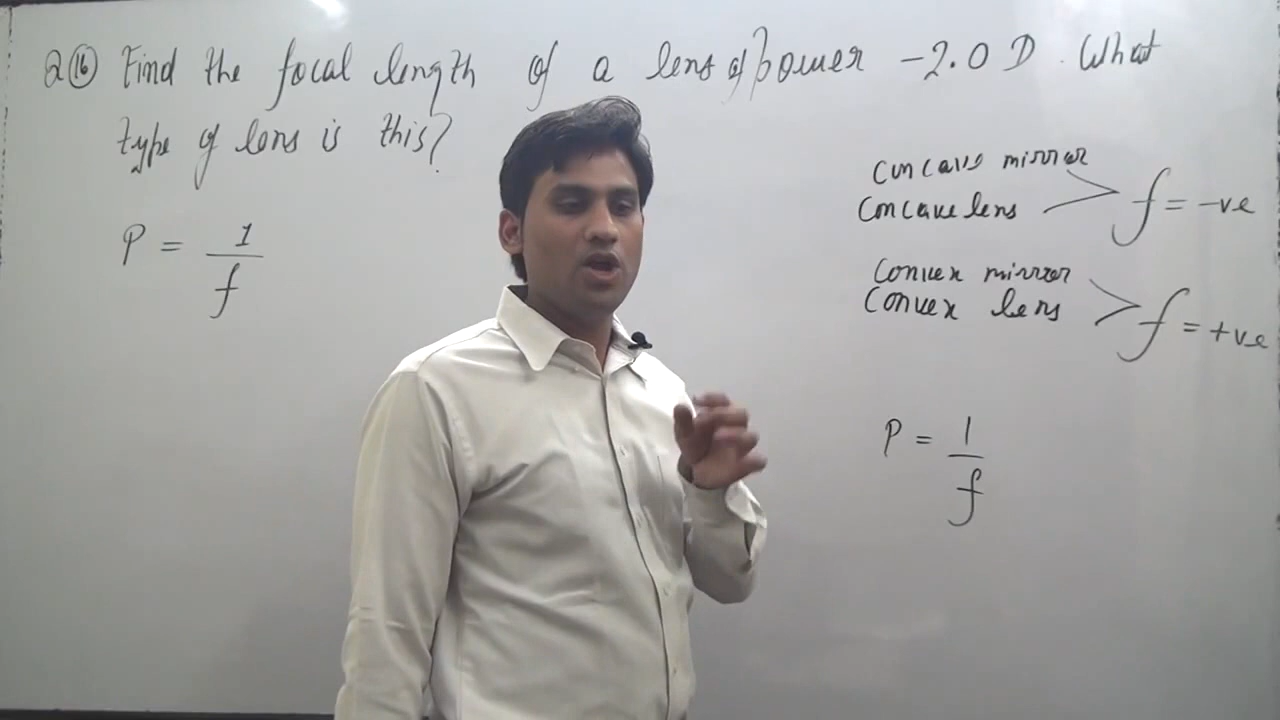 Q 16 Find the focal length of a lens of power -2.0 D. What
type of lens is this?
P = 1/f
concave mirror
concave lens
f = -ve
convex mirror
convex lens
f = +ve
P = 1/f